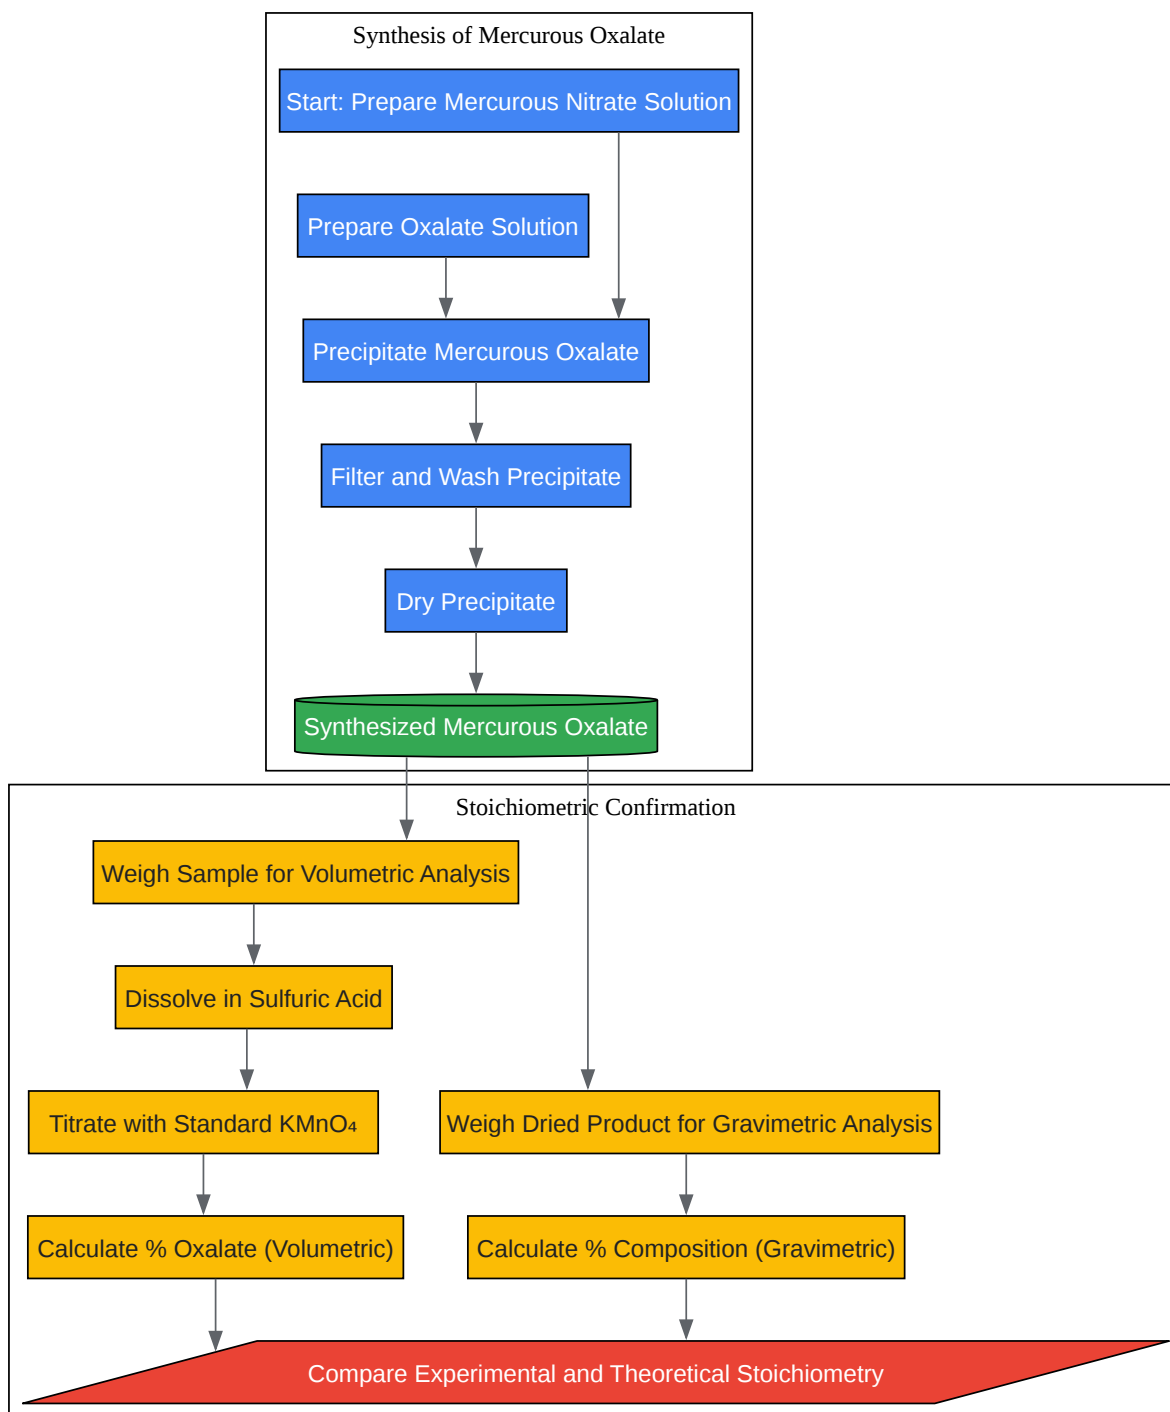 Synthesis of Mercurous Oxalate
Start: Prepare Mercurous Nitrate Solution
Prepare Oxalate Solution
Precipitate Mercurous Oxalate
Filter and Wash Precipitate
Dry Precipitate
Synthesized Mercurous Oxalate
Stoichiometric Confirmation
Weigh Sample for Volumetric Analysis
Dissolve in Sulfuric Acid
Titrate with Standard KMnO₄
Weigh Dried Product for Gravimetric Analysis
Calculate % Oxalate (Volumetric)
Calculate % Composition (Gravimetric)
Compare Experimental and Theoretical Stoichiometry